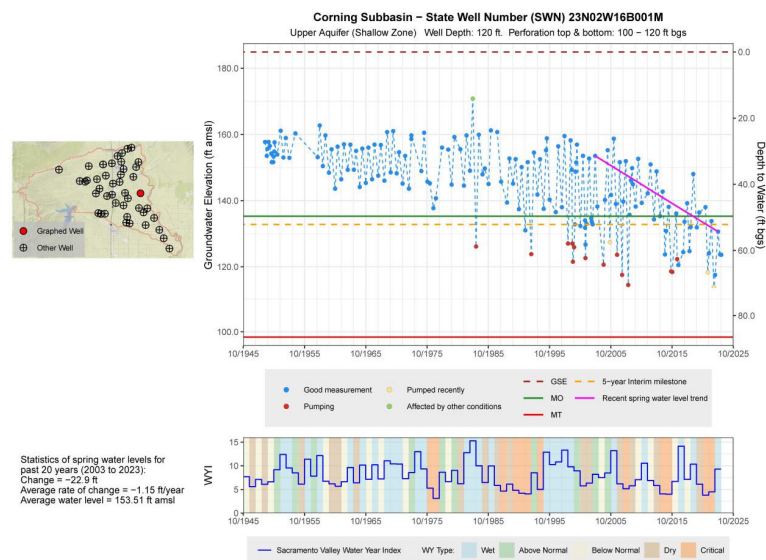 Corning Subbasin − State Well Number (SWN) 23N02W16B001M
Upper Aquifer (Shallow Zone)  Well Depth: 120 ft.  Perforation top & bottom: 100 − 120 ft bgs
Groundwater Elevation (ft amsl)
180.0
160.0
140.0
120.0
100.0
0.0
20.0
40.0
60.0
80.0
Depth to Water (ft bgs)
10/1945
10/1955
10/1965
10/1975
10/1985
10/1995
10/2005
10/2015
10/2025
Graphed Well
Other Well
Good measurement
Pumping
Pumped recently
Affected by other conditions
GSE
MO
MT
5−year Interim milestone
Recent spring water level trend
Statistics of spring water levels for
past 20 years (2003 to 2023):
Change = −22.9 ft
Average rate of change = −1.15 ft/year
Average water level = 153.51 ft amsl
WYI
15
10
5
0
10/1945
10/1955
10/1965
10/1975
10/1985
10/1995
10/2005
10/2015
10/2025
Sacramento Valley Water Year Index
WY Type:
Wet
Above Normal
Below Normal
Dry
Critical